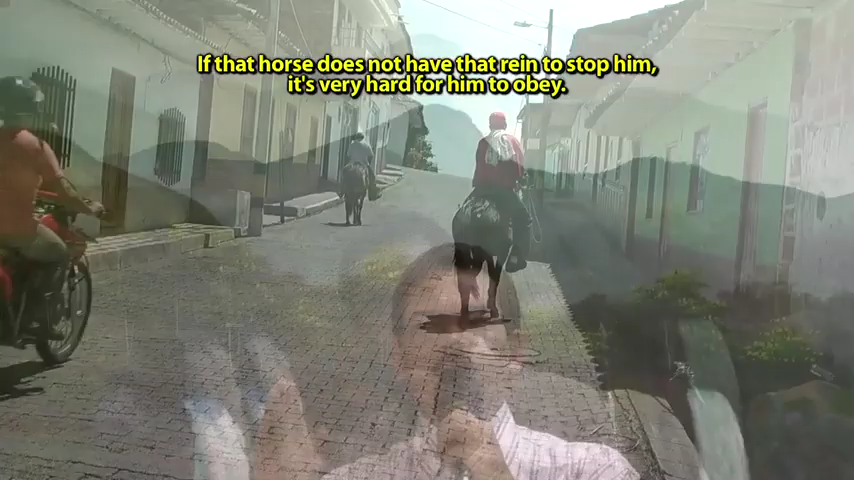 If that horse does not have that rein to stop him,
it's very hard for him to obey.